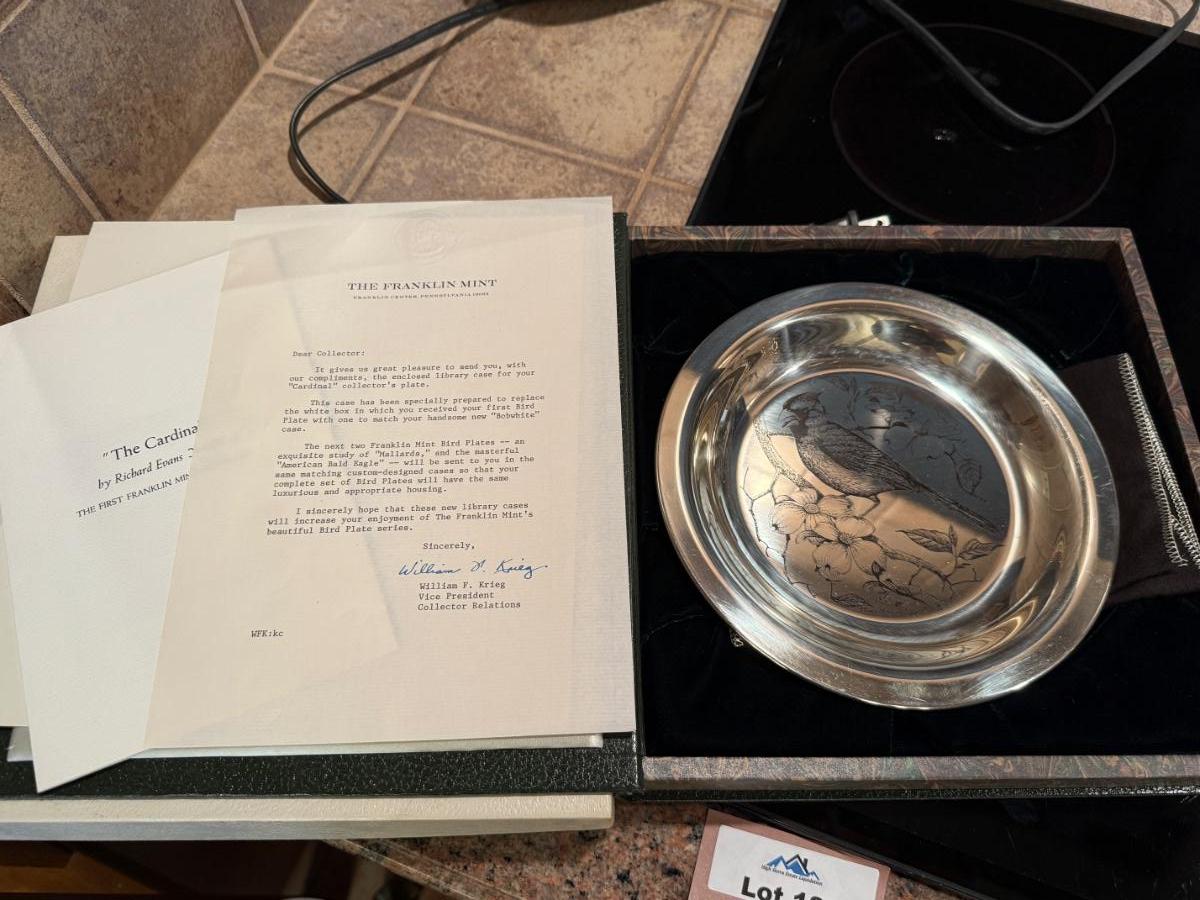 "The Cardina
by Richard Evans
THE FIRST FRANKLIN MIN
THE FRANKLIN MINT
FRANKLIN CENTER, PENNSYLVANIA
Dear Collector:
It gives us great pleasure to send you, with
our compliments, the enclosed library case for your
"Cardinal" collector's plate.
This case has been specially prepared to replace
the white box in which you received your first Bird
Plate with one to match your handsome new "Bobwhite"
case.
The next two Franklin Mint Bird Plates -- an
exquisite study of "Mallards," and the masterful
"American Bald Eagle" -- will be sent to you in the
same matching custom-designed cases so that your
complete set of Bird Plates will have the same
luxurious and appropriate housing.
I sincerely hope that these new library cases
will increase your enjoyment of The Franklin Mint's
beautiful Bird Plate series.
Sincerely,
William F. Krieg
William F. Krieg
Vice President
Collector Relations
WFK:kc
Lot